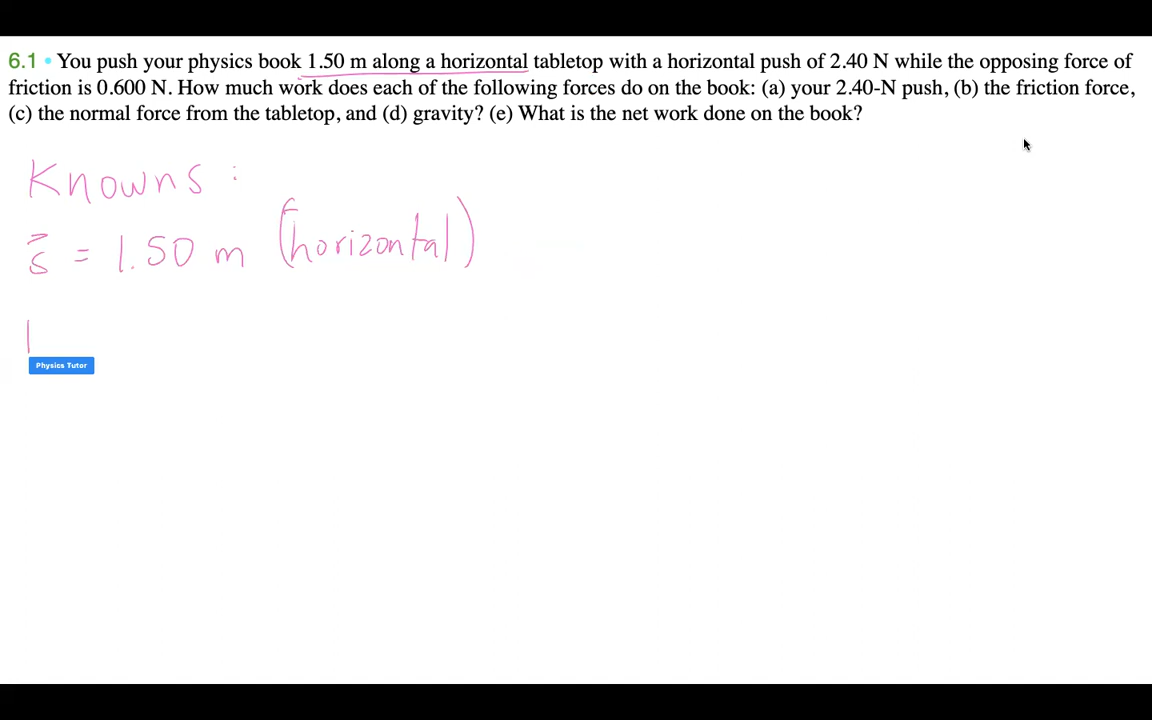 6.1 • You push your physics book 1.50 m along a horizontal tabletop with a horizontal push of 2.40 N while the opposing force of
friction is 0.600 N. How much work does each of the following forces do on the book: (a) your 2.40-N push, (b) the friction force,
(c) the normal force from the tabletop, and (d) gravity? (e) What is the net work done on the book?
Knowns :
s⃗ = 1.50 m (horizontal)
Physics Tutor